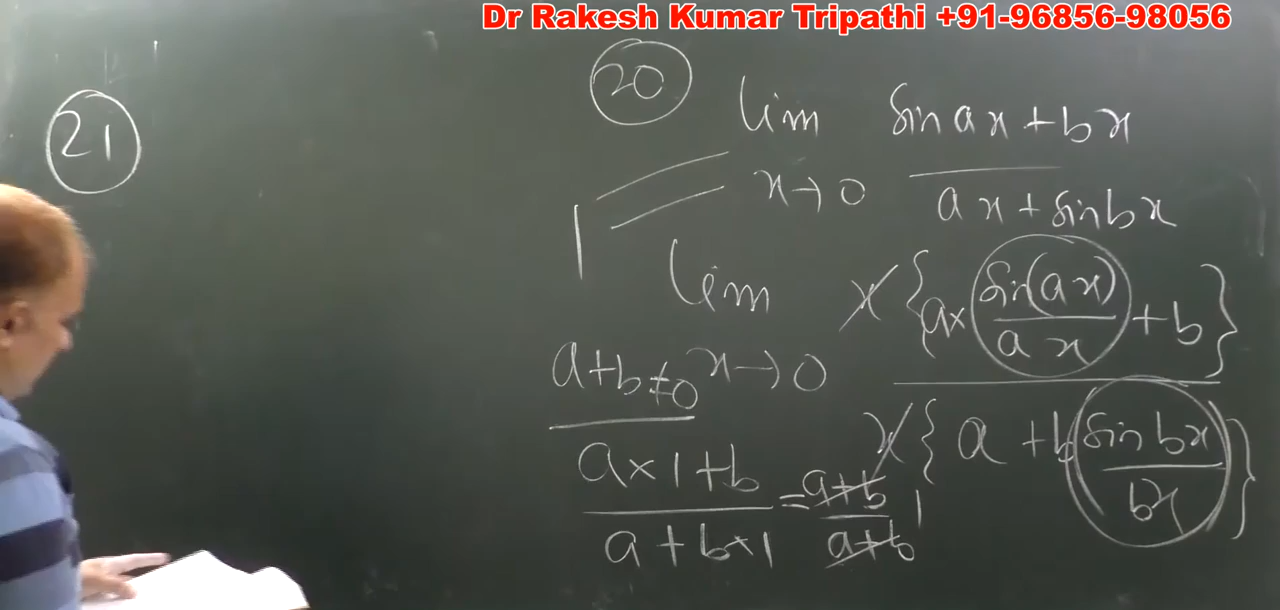 Dr Rakesh Kumar Tripathi +91-96856-98056
20
lim sin ax + bx
x→0 ax + sin bx
21
lim x { a× sin(ax) / ax + b }
x→0 x { a + b sin bx / bx }
a+b≠0
a×1+b / a+b×1 = a+b / a+b 1
1